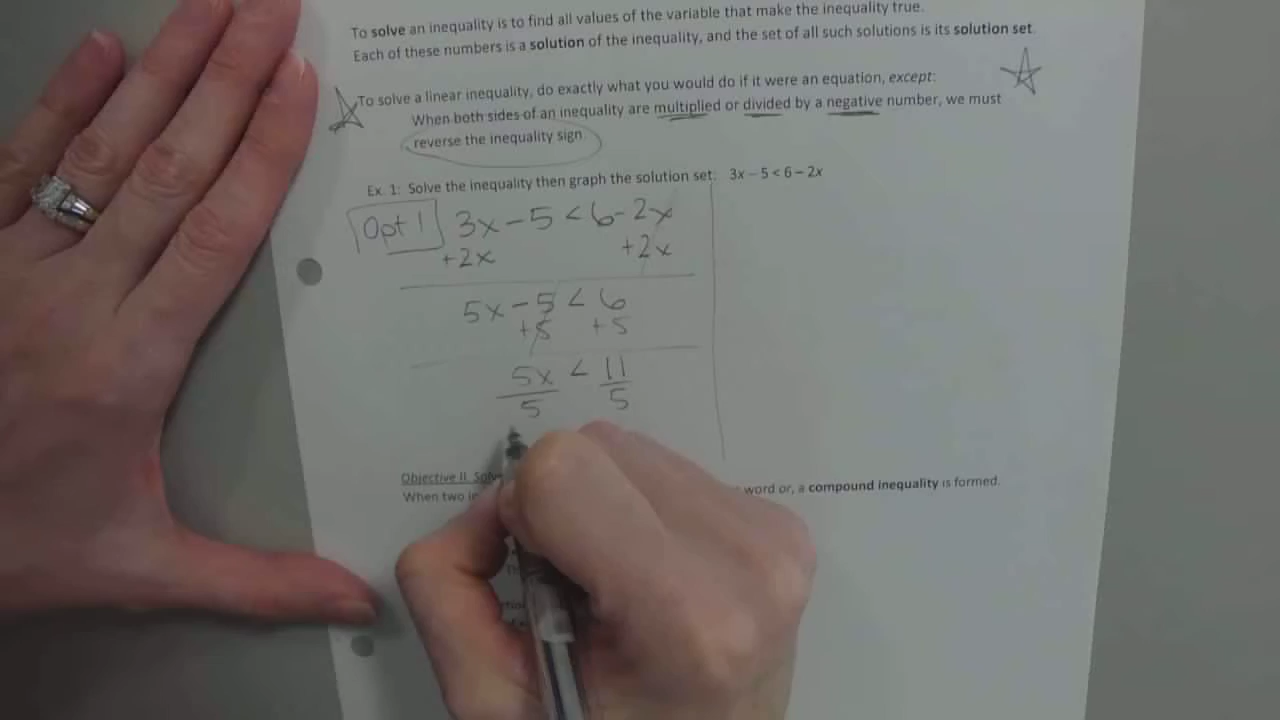 To solve an inequality is to find all values of the variable that make the inequality true.
Each of these numbers is a solution of the inequality, and the set of all such solutions is its solution set.
To solve a linear inequality, do exactly what you would do if it were an equation, except:
When both sides of an inequality are multiplied or divided by a negative number, we must
reverse the inequality sign.
Ex. 1: Solve the inequality then graph the solution set: 3x – 5 < 6 – 2x
Opt 1 3x – 5 < 6 - 2x
+2x +2x
5x – 5 < 6
+5 +5
5x < 11
5 5
Objective II.
When two word or, a compound inequality is formed.